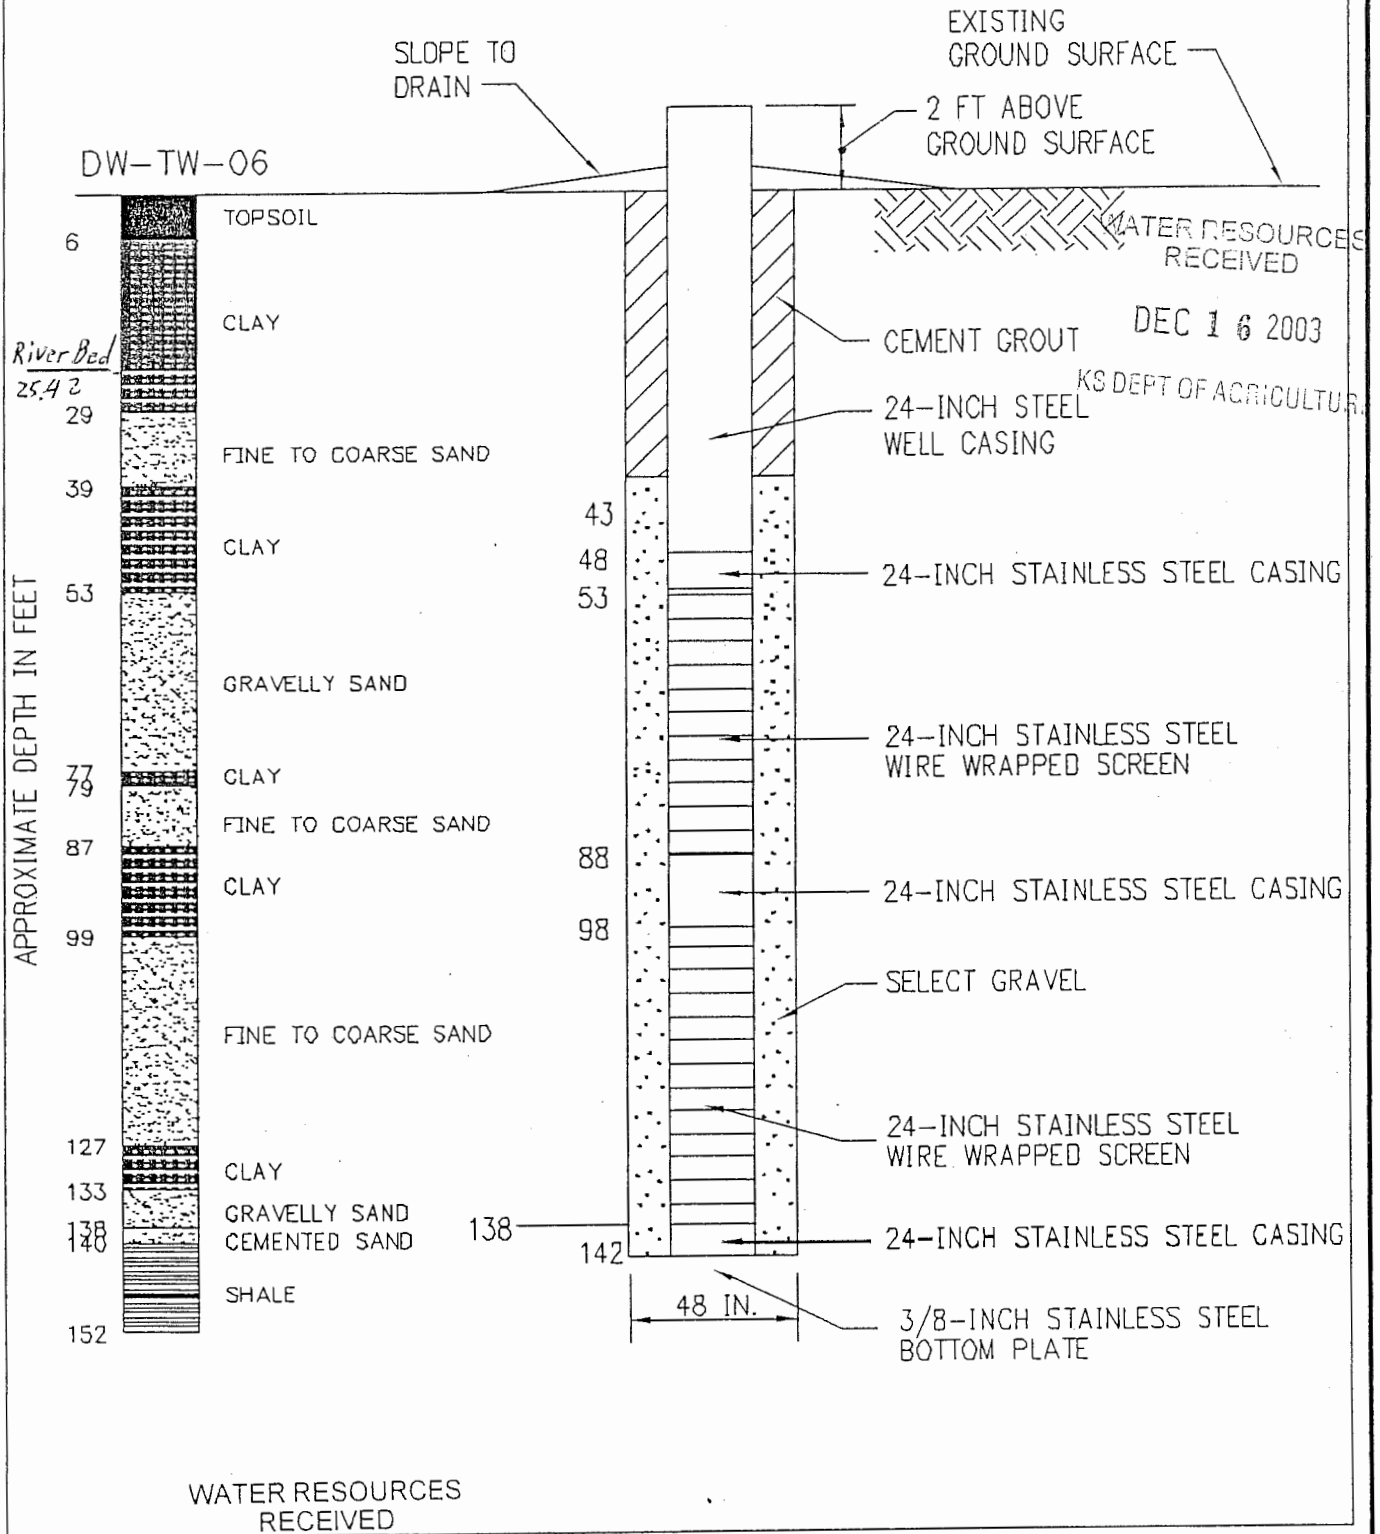 EXISTING
GROUND SURFACE
SLOPE TO
DRAIN
2 FT ABOVE
GROUND SURFACE
DW-TW-06
TOPSOIL
6
WATER RESOURCES
RECEIVED
CLAY
DEC 16 2003
CEMENT GROUT
River Bed
25.42
KS DEPT OF AGRICULTUR
29
24-INCH STEEL
WELL CASING
FINE TO COARSE SAND
39
43
CLAY
48
24-INCH STAINLESS STEEL CASING
53
53
APPROXIMATE DEPTH IN FEET
GRAVELLY SAND
24-INCH STAINLESS STEEL
WIRE WRAPPED SCREEN
77
CLAY
79
FINE TO COARSE SAND
87
88
CLAY
24-INCH STAINLESS STEEL CASING
98
99
SELECT GRAVEL
FINE TO COARSE SAND
24-INCH STAINLESS STEEL
WIRE WRAPPED SCREEN
127
CLAY
133
GRAVELLY SAND
138
138
140
CEMENTED SAND
24-INCH STAINLESS STEEL CASING
142
SHALE
48 IN.
3/8-INCH STAINLESS STEEL
BOTTOM PLATE
152
WATER RESOURCES
RECEIVED